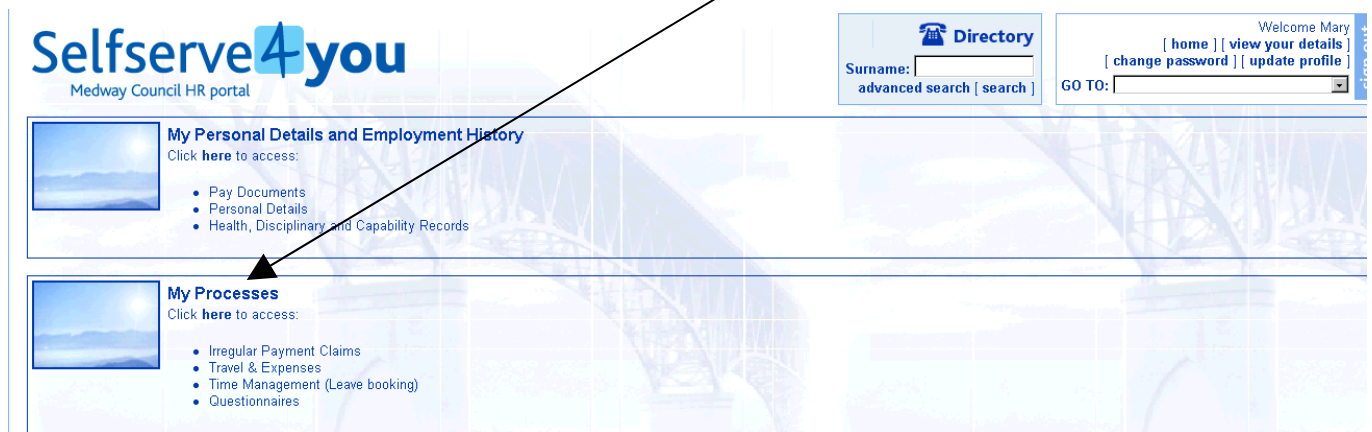 Selfserve4you
Medway Council HR portal
Directory
Surname:
advanced search [ search ]
Welcome Mary
[ home ] [ view your details ]
[ change password ] [ update profile ]
GO TO:
sign out
My Personal Details and Employment History
Click here to access:
• Pay Documents
• Personal Details
• Health, Disciplinary and Capability Records
My Processes
Click here to access:
• Irregular Payment Claims
• Travel & Expenses
• Time Management (Leave booking)
• Questionnaires